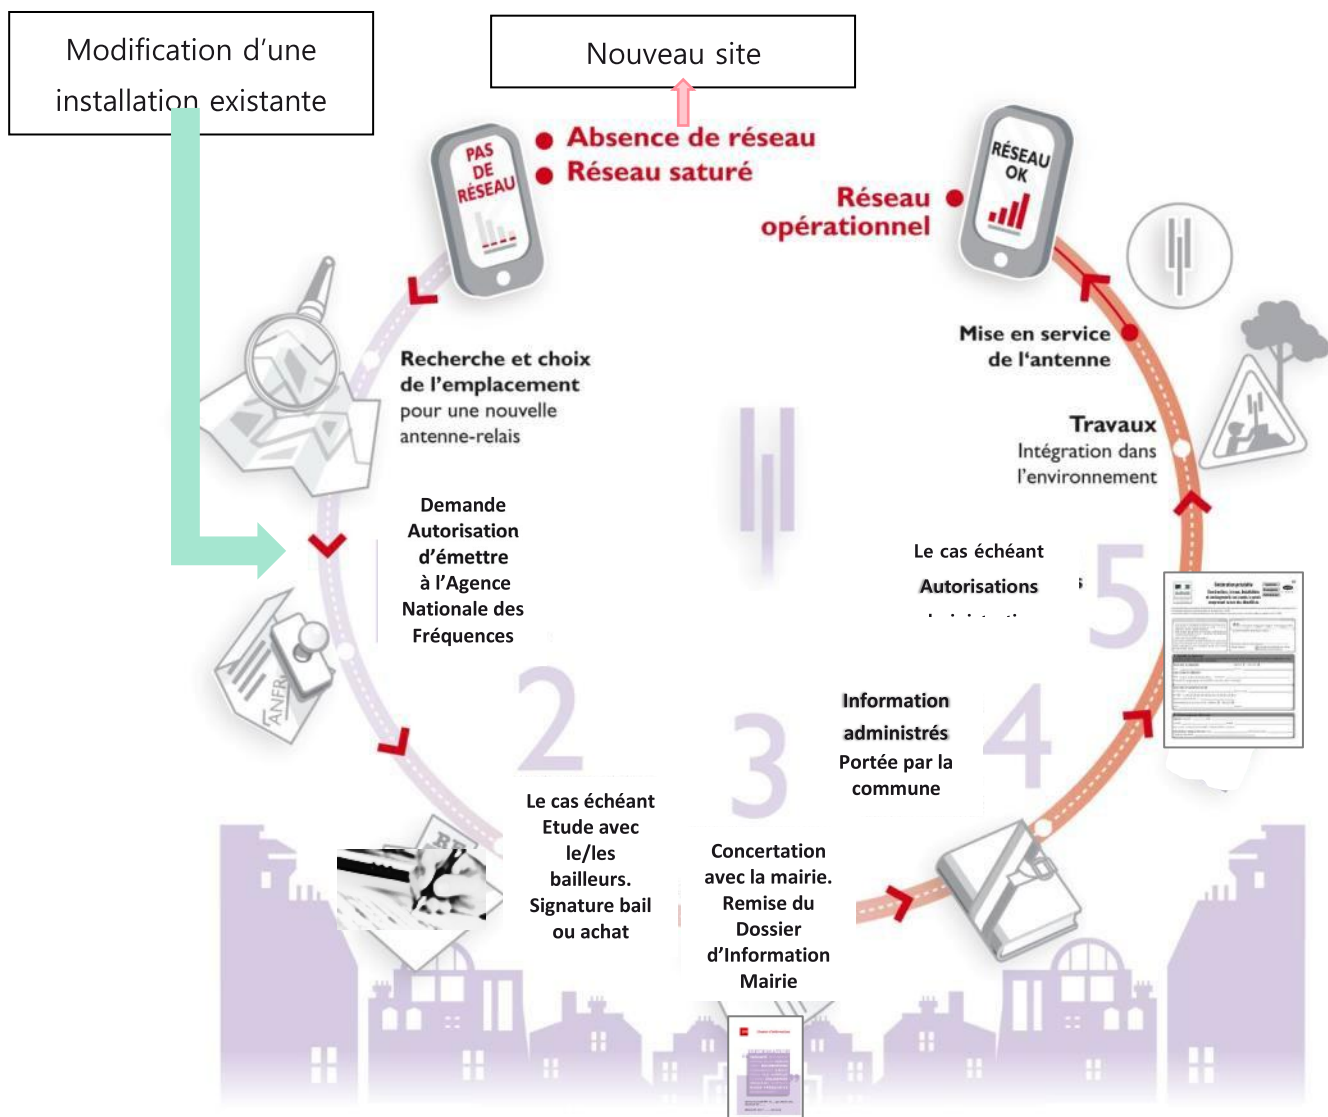 Modification d'une
installation existante
Nouveau site
PAS
DE
RÉSEAU
Absence de réseau
Réseau saturé
RÉSEAU
OK
Réseau
opérationnel
Mise en service
de l'antenne
Recherche et choix
de l'emplacement
pour une nouvelle
antenne-relais
Travaux
Intégration dans
l'environnement
Demande
Autorisation
d'émettre
à l'Agence
Nationale des
Fréquences
ANFR
Le cas échéant
Autorisations
5
2
Le cas échéant
Etude avec
le/les
bailleurs.
Signature bail
ou achat
3
Concertation
avec la mairie.
Remise du
Dossier
d'Information
Mairie
4
Information
administrés
Portée par la
commune